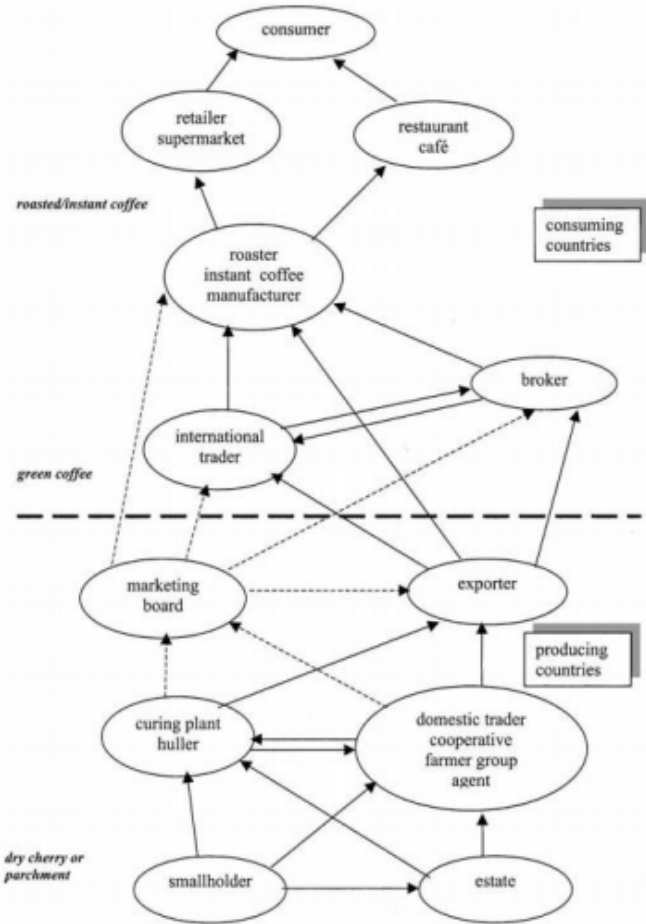 consumer
retailer
supermarket
restaurant
café
roasted/instant coffee
consuming
countries
roaster
instant coffee
manufacturer
broker
international
trader
green coffee
marketing
board
exporter
producing
countries
curing plant
huller
domestic trader
cooperative
farmer group
agent
dry cherry or
parchment
smallholder
estate